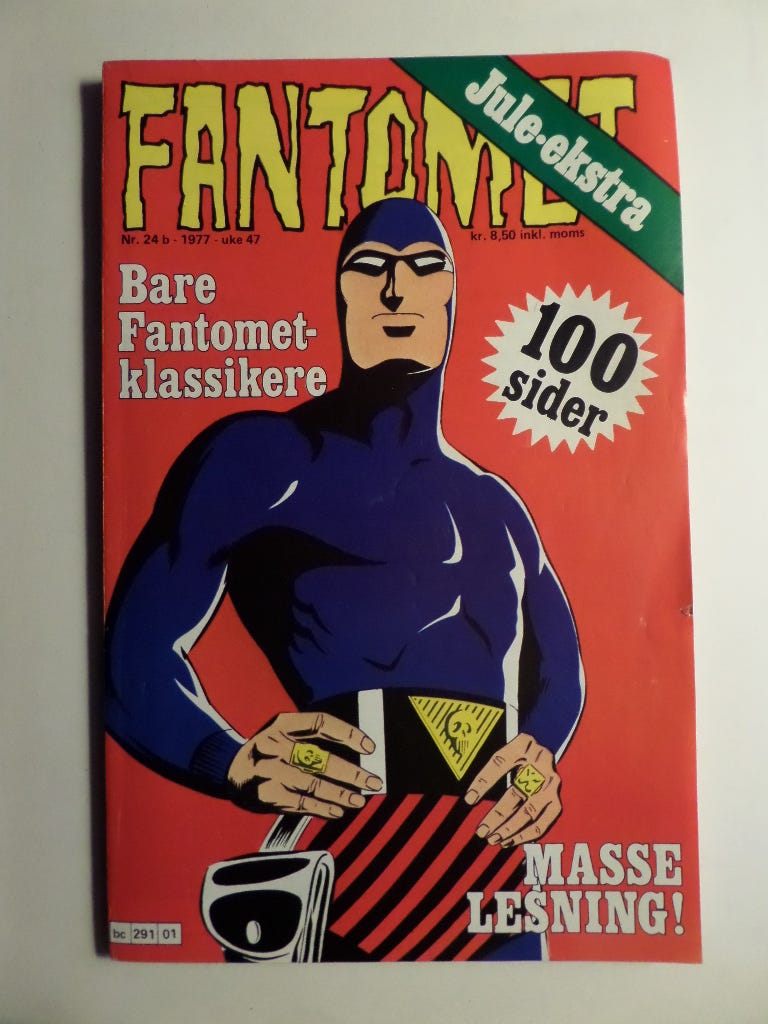 FANTOMET
Jule-ekstra
Nr. 24 b - 1977 - uke 47
kr. 8,50 inkl. moms
Bare
Fantomet-
klassikere
100
sider
MASSE
LESNING!
bc 291 01